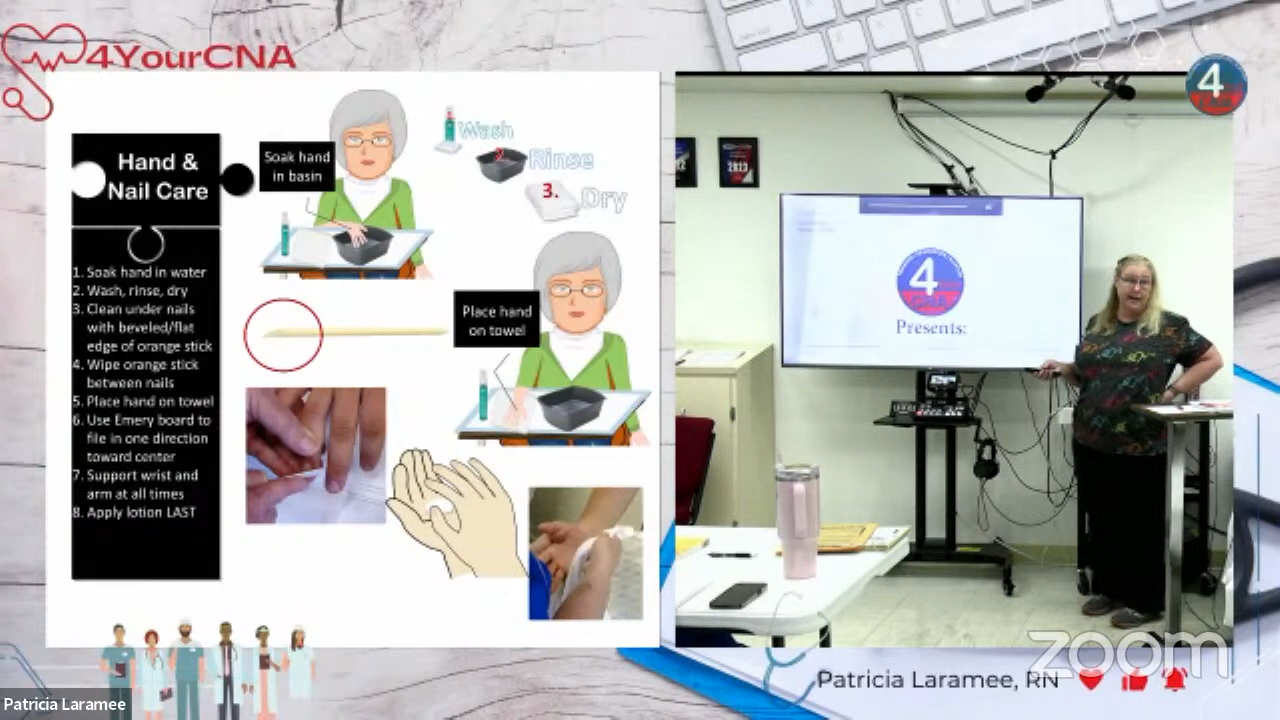 4YourCNA
Hand &
Nail Care
1. Soak hand in water
2. Wash, rinse, dry
3. Clean under nails
with beveled/flat
edge of orange stick
4. Wipe orange stick
between nails
5. Place hand on towel
6. Use Emery board to
file in one direction
toward center
7. Support wrist and
arm at all times
8. Apply lotion LAST
Soak hand
in basin
Wash
2 Rinse
3. Dry
Place hand
on towel
4
4
CNA
Presents:
2023
zoom
Patricia Laramee, RN
Patricia Laramee